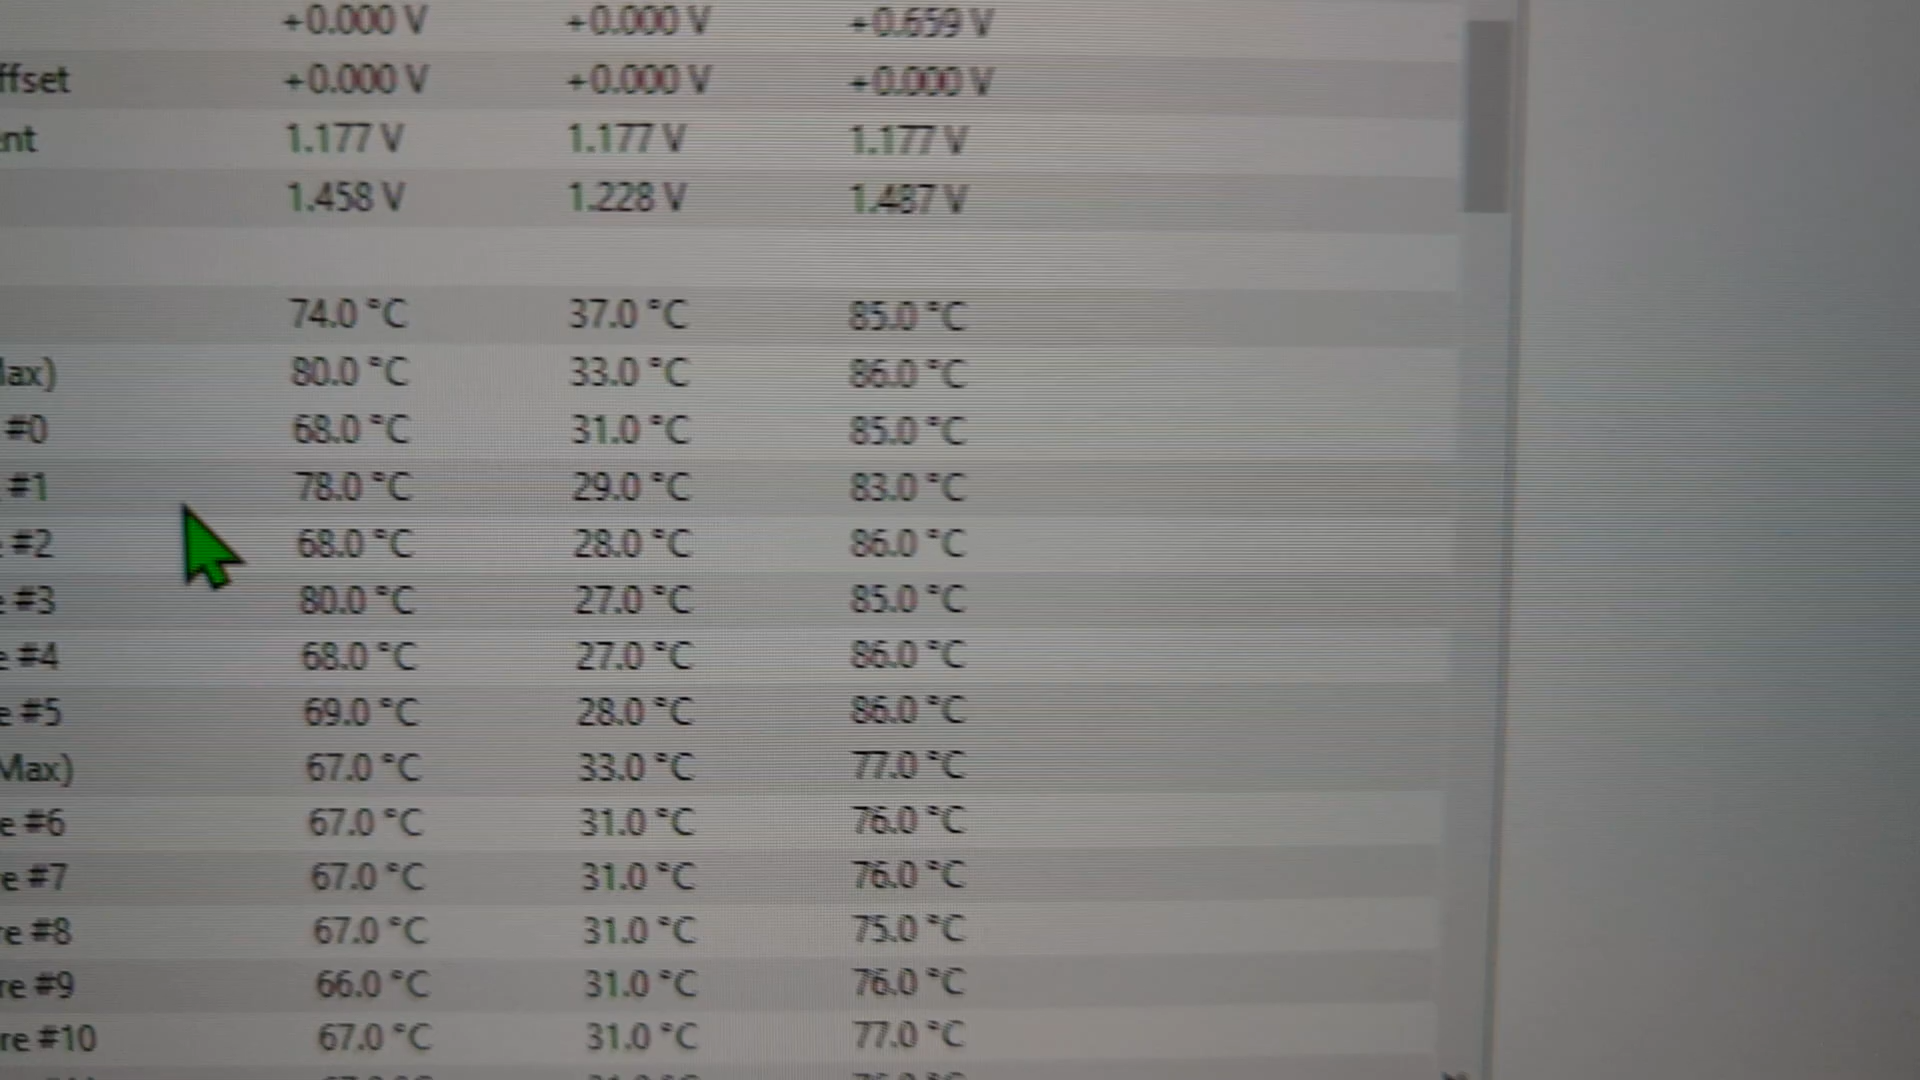 +0.000 V +0.000 V +0.659 V
ffset +0.000 V +0.000 V +0.000 V
nt 1.177 V 1.177 V 1.177 V
1.458 V 1.228 V 1.487 V
74.0 °C 37.0 °C 85.0 °C
ax) 80.0 °C 33.0 °C 86.0 °C
#0 68.0 °C 31.0 °C 85.0 °C
#1 78.0 °C 29.0 °C 83.0 °C
#2 68.0 °C 28.0 °C 86.0 °C
e #3 80.0 °C 27.0 °C 85.0 °C
e #4 68.0 °C 27.0 °C 86.0 °C
e #5 69.0 °C 28.0 °C 86.0 °C
Max) 67.0 °C 33.0 °C 77.0 °C
e #6 67.0 °C 31.0 °C 76.0 °C
e #7 67.0 °C 31.0 °C 76.0 °C
re #8 67.0 °C 31.0 °C 75.0 °C
re #9 66.0 °C 31.0 °C 76.0 °C
re #10 67.0 °C 31.0 °C 77.0 °C